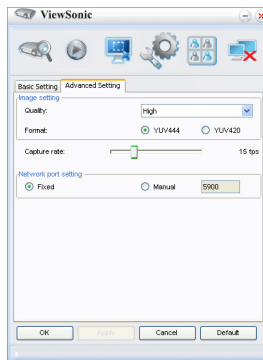 ViewSonic
Basic Setting Advanced Setting
Image setting
Quality: High
Format: YUV444 YUV420
Capture rate: 15 fps
Network port setting
Fixed Manual 5900
OK Apply Cancel Default